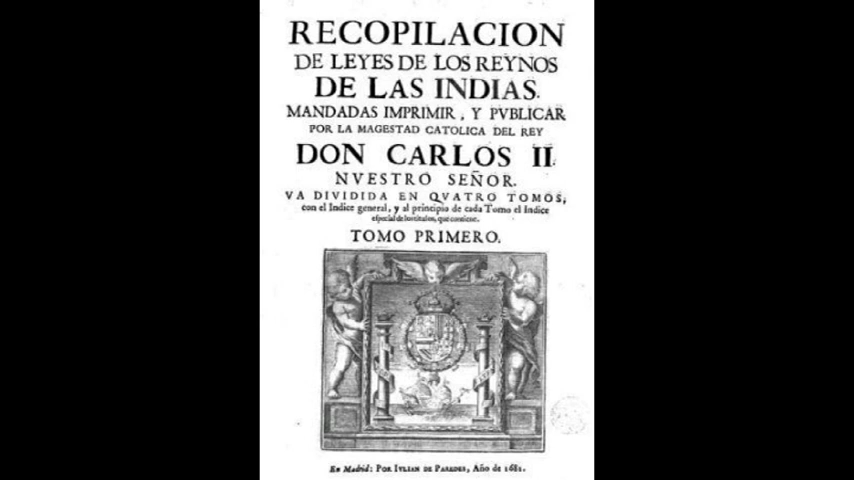 RECOPILACION
DE LEYES DE LOS REYNOS
DE LAS INDIAS.
MANDADAS IMPRIMIR, Y PVBLICAR
POR LA MAGESTAD CATOLICA DEL REY
DON CARLOS II.
NVESTRO SEÑOR.
VA DIVIDIDA EN QVATRO TOMOS,
con el Indice general, y al principio de cada Tomo el Indice
especial de los titulos, que contiene.
TOMO PRIMERO.
En Madrid: POR IVLIAN DE PAREDES, Año de 1681.